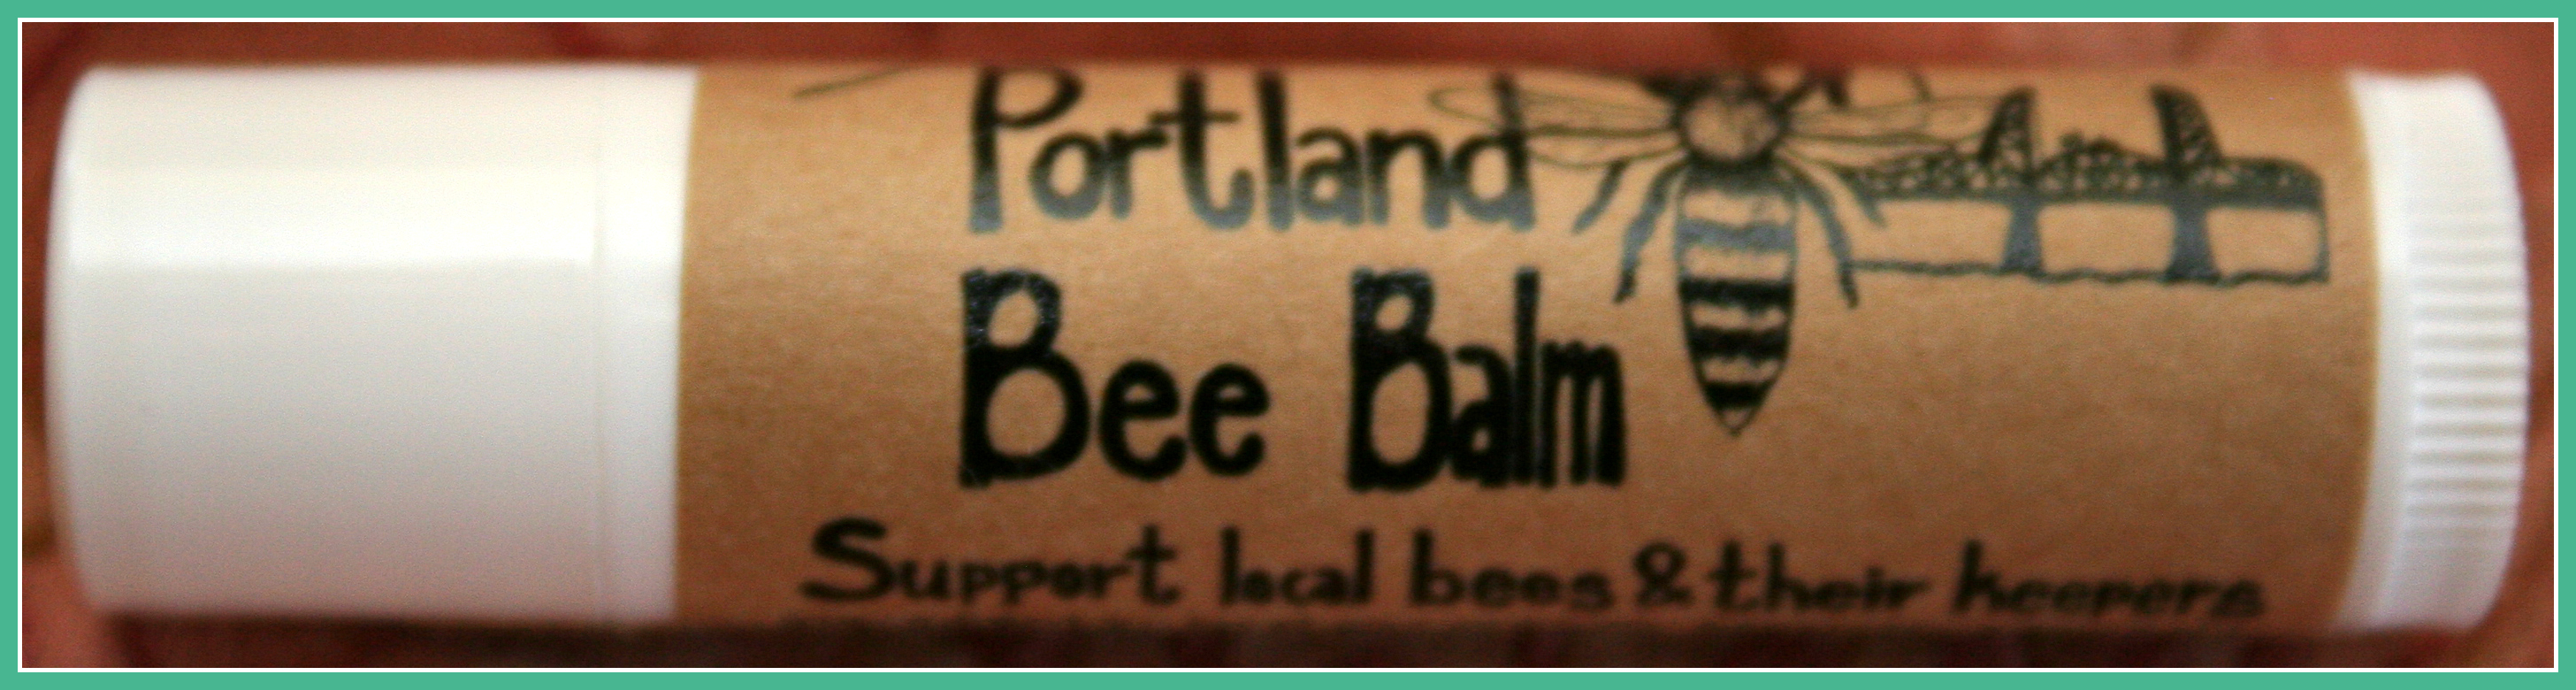 Portland
Bee Balm
Support local bees & their keepers